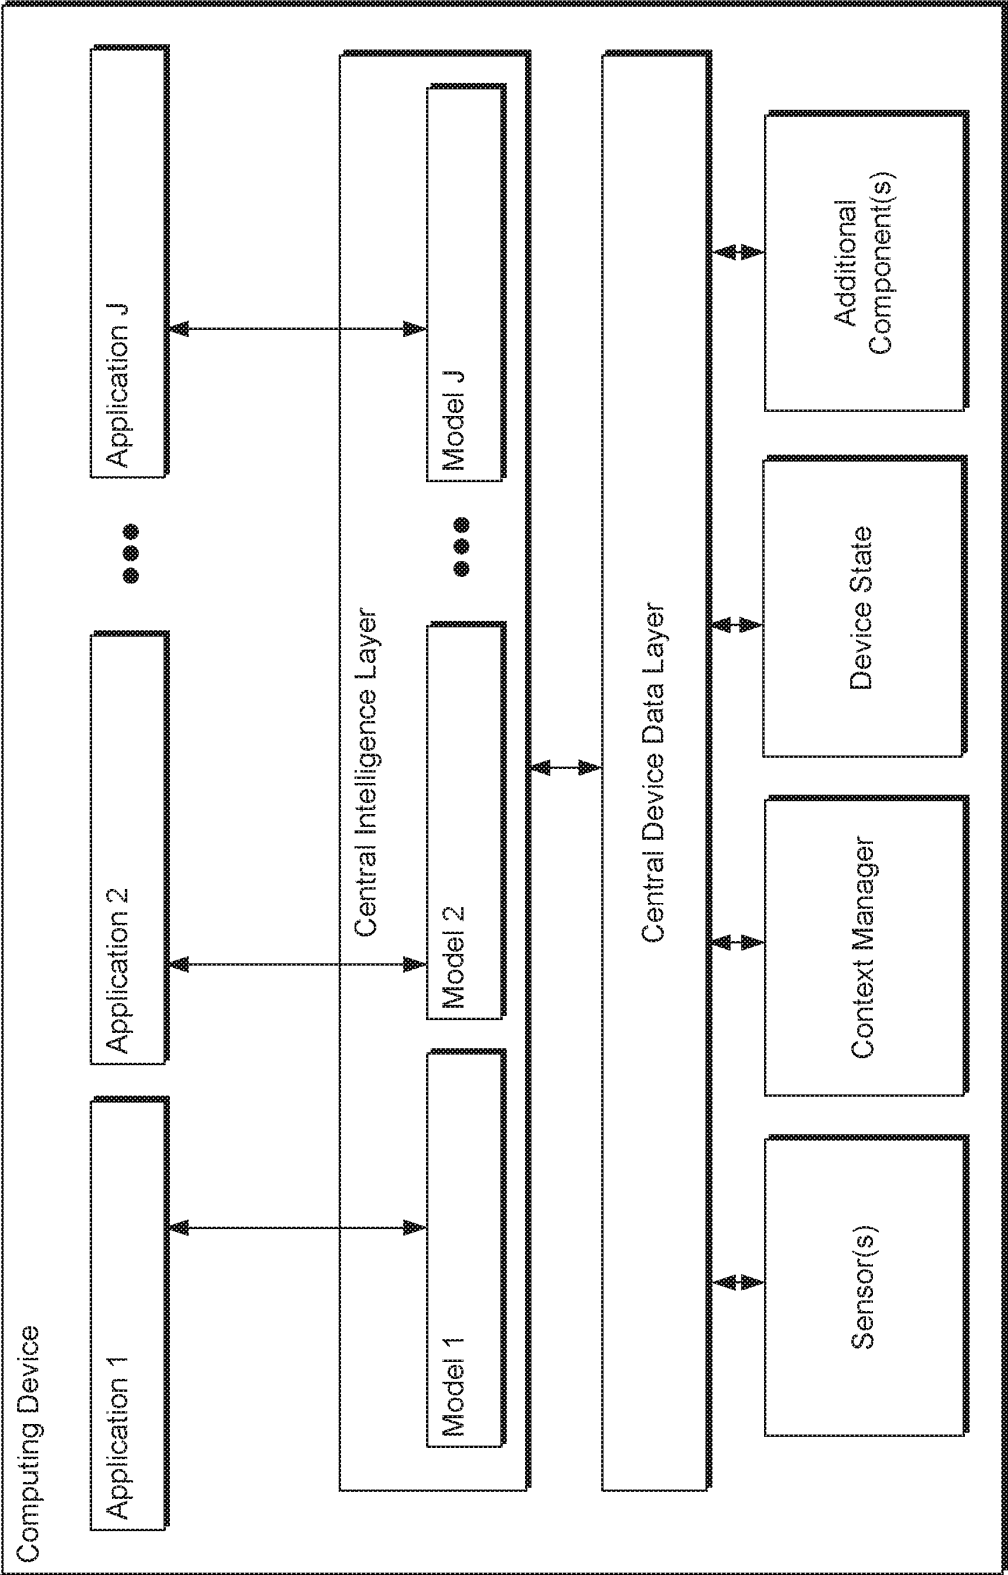 Computing Device
Application 1
Application 2
Application J
Central Intelligence Layer
Model 1
Model 2
Model J
Central Device Data Layer
Sensor(s)
Context Manager
Device State
Additional
Component(s)